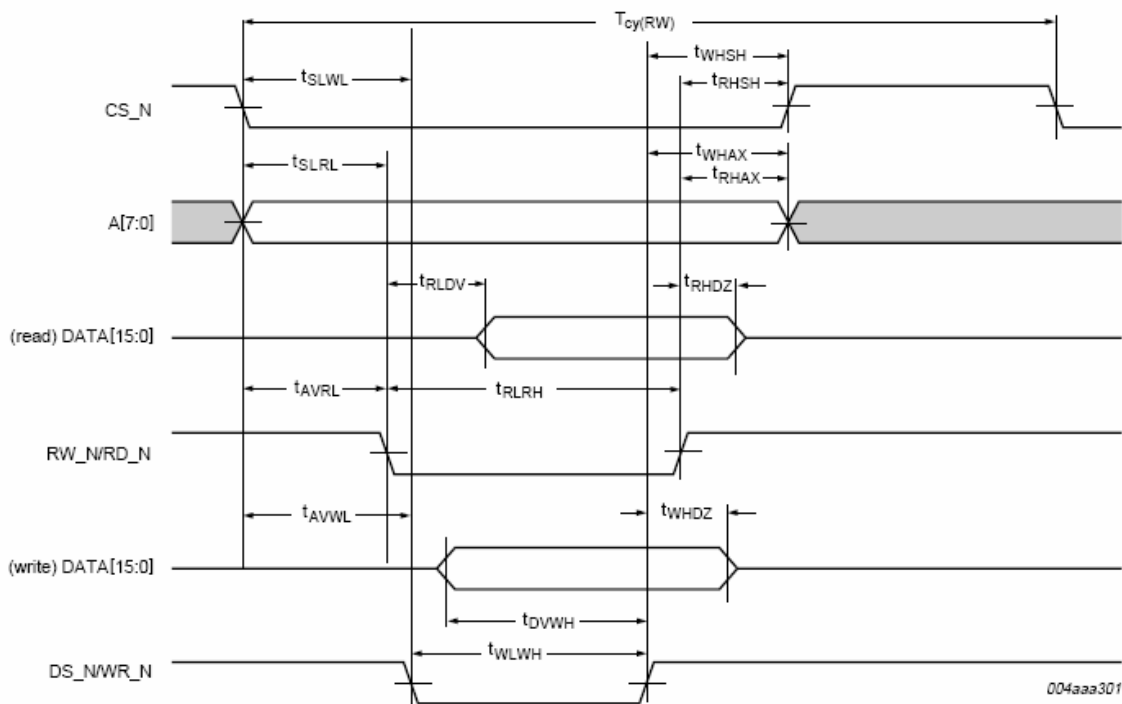 Tcy(RW)
tWHSH
tSLWL
tRHSH
CS_N
tWHAX
tSLRL
tRHAX
A[7:0]
tRLDV
tRHDZ
(read) DATA[15:0]
tAVRL
tRLRH
RW_N/RD_N
tAVWL
tWHDZ
(write) DATA[15:0]
tDVWH
tWLWH
DS_N/WR_N
004aaa301